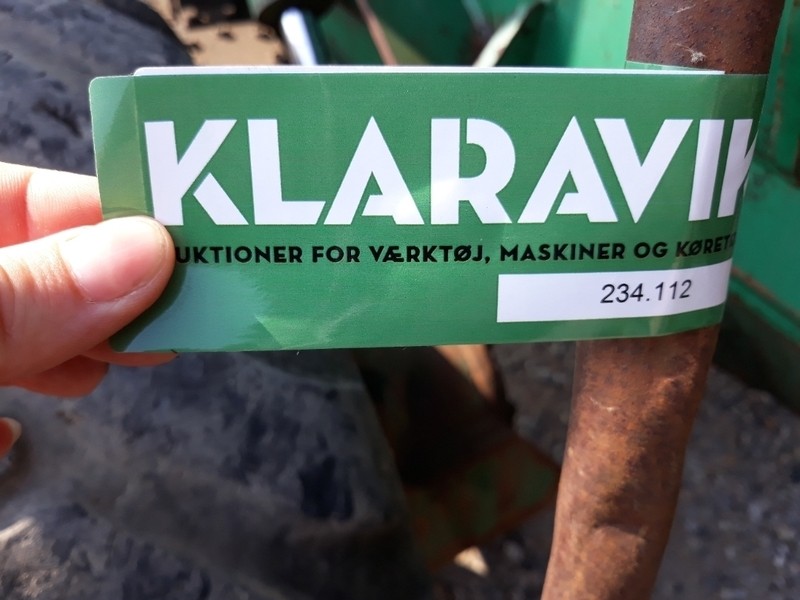 KLARAVIK
UKTIONER FOR VÆRKTØJ, MASKINER OG KØRET
234.112